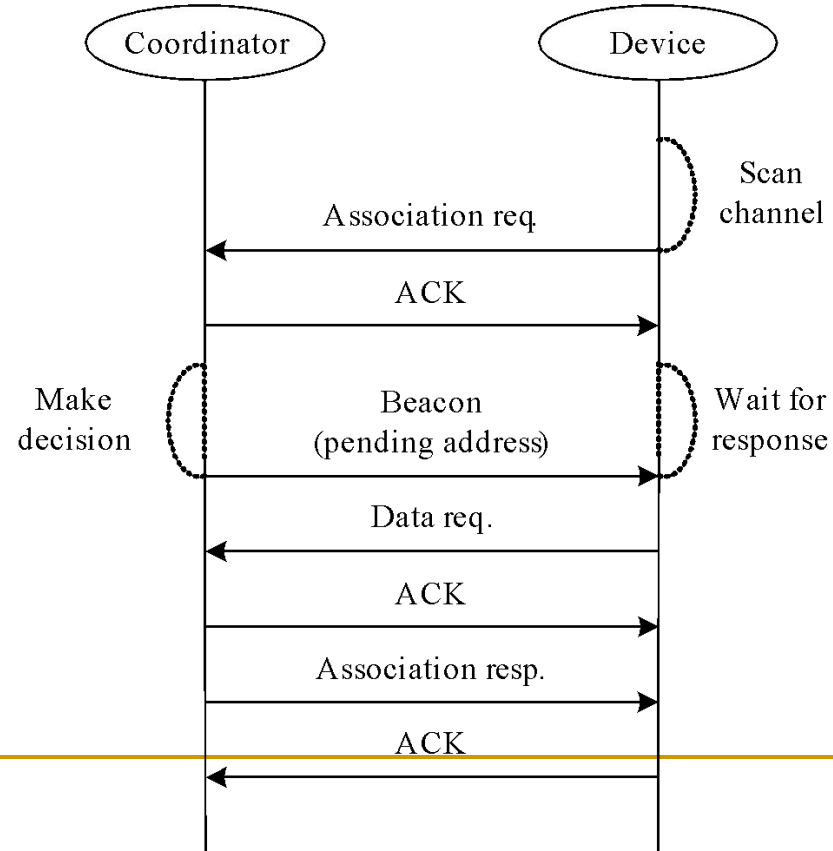 Coordinator
Device
Scan
channel
Association req
ACK
Make
decision
Beacon
(pending address)
Wait for
response
Data req.
ACK
Association resp.
ACK